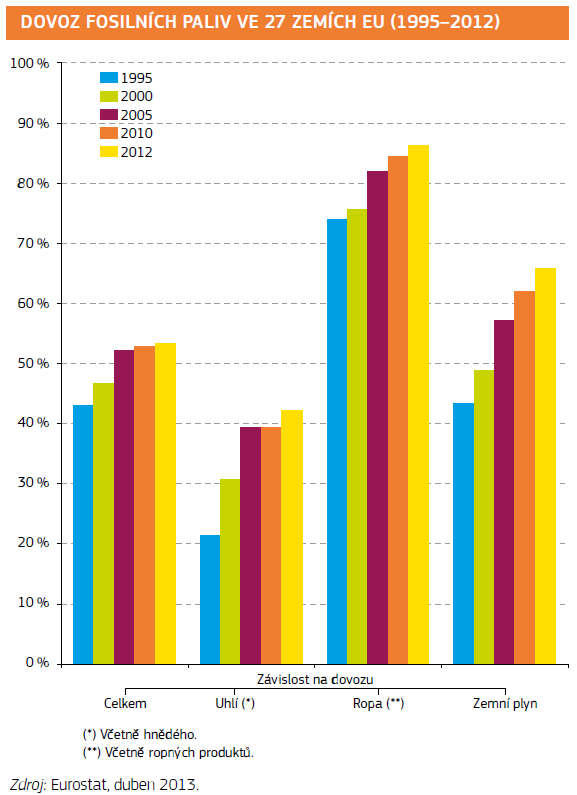 DOVOZ FOSILNÍCH PALIV VE 27 ZEMÍCH EU (1995–2012)
100 %
90 %
80 %
70 %
60 %
50 %
40 %
30 %
20 %
10 %
0 %
1995
2000
2005
2010
2012
Závislost na dovozu
Celkem Uhlí (*) Ropa (**) Zemní plyn
(*) Včetně hnědého.
(**) Včetně ropných produktů.
Zdroj: Eurostat, duben 2013.